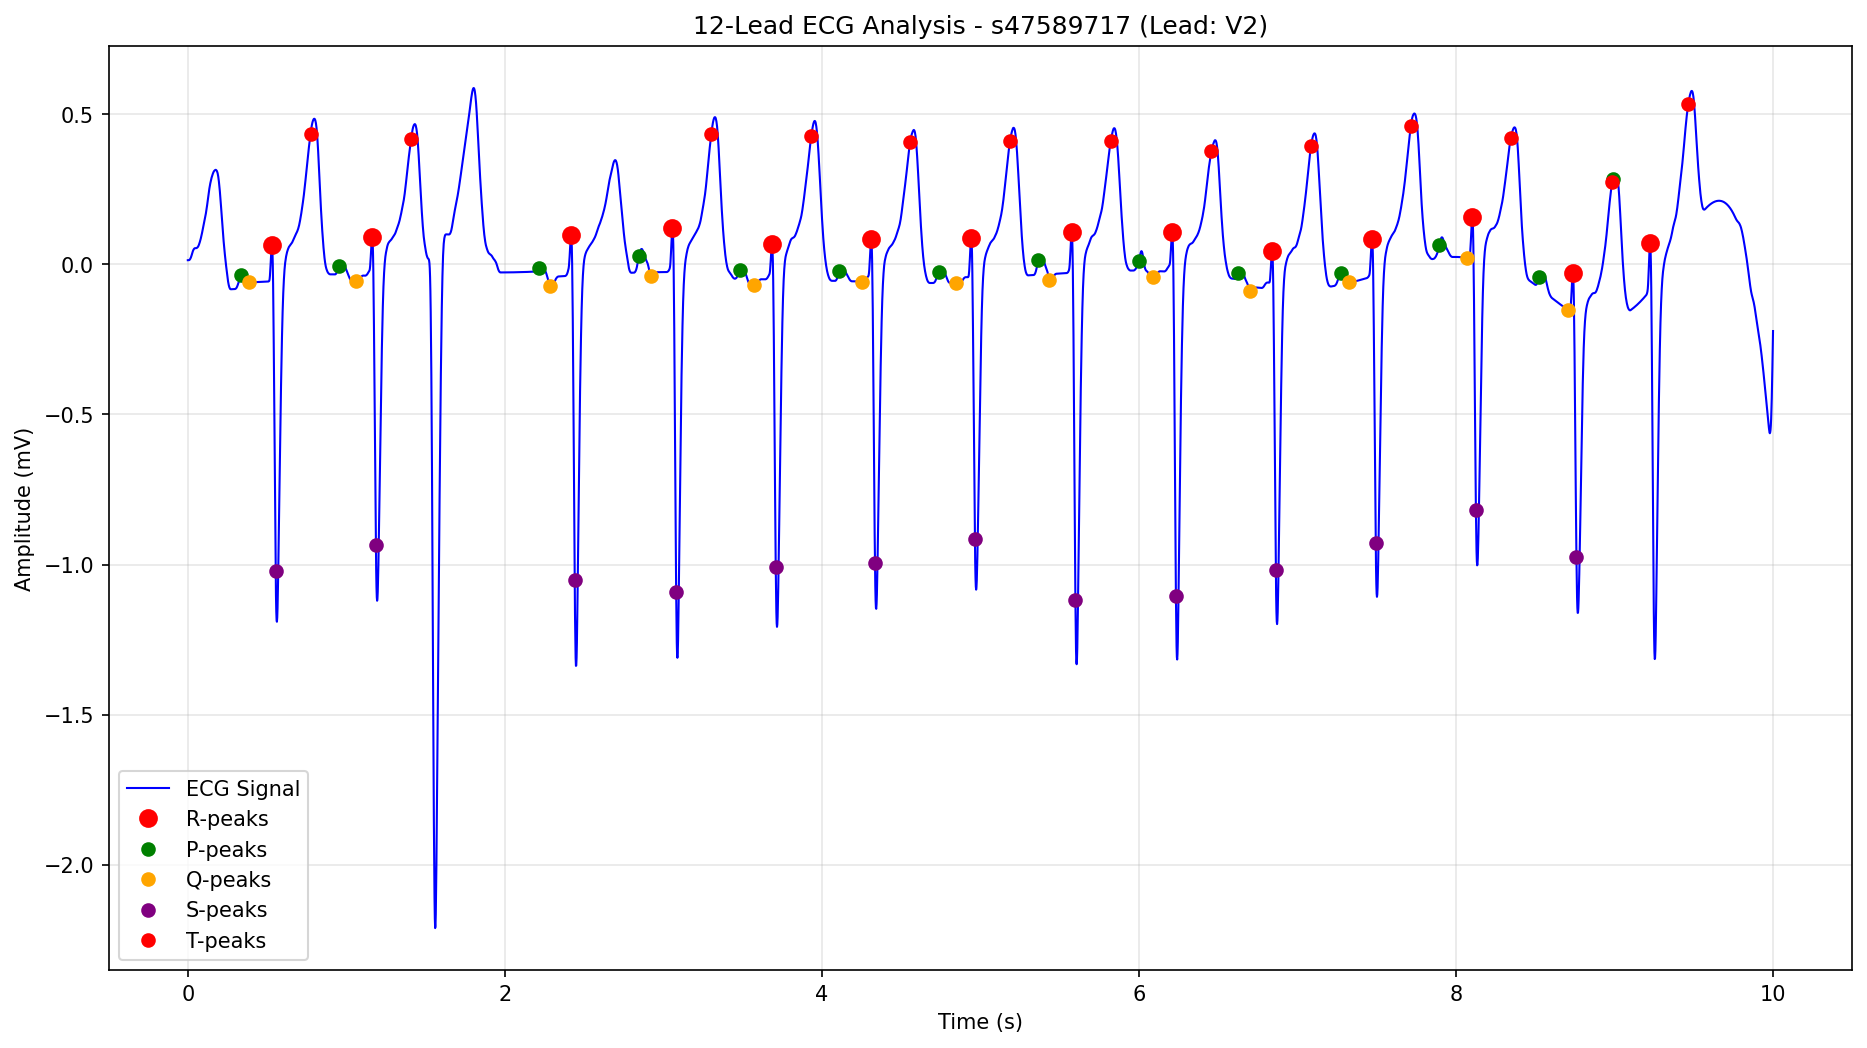 12-Lead ECG Analysis - s47589717 (Lead: V2)
Amplitude (mV)
0.5
0.0
−0.5
−1.0
−1.5
−2.0
ECG Signal
R-peaks
P-peaks
Q-peaks
S-peaks
T-peaks
0 2 4 6 8 10
Time (s)